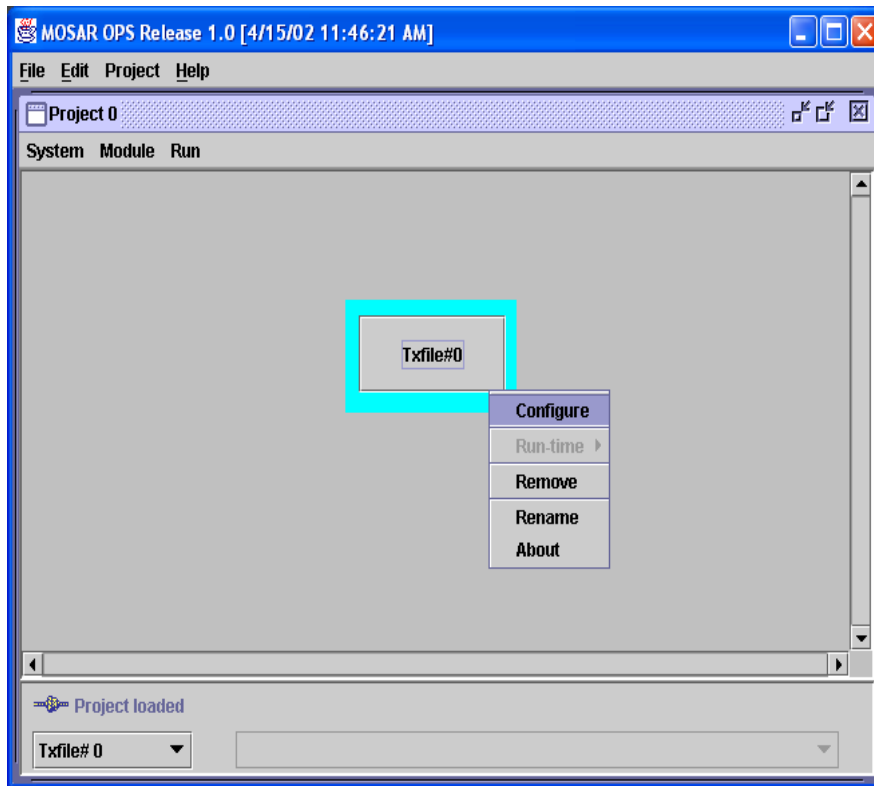 MOSAR OPS Release 1.0 [4/15/02 11:46:21 AM]
File Edit Project Help
Project 0
System Module Run
Txfile#0
Configure
Run-time
Remove
Rename
About
Project loaded
Txfile# 0